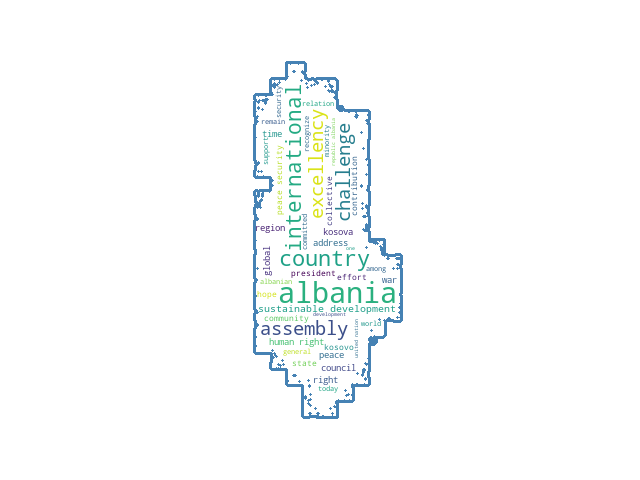 security
relation
remain
time
support
peace security
international
recognize
excellency
minority
republic albania
challenge
contribution
collective
committed
region
kosova
address
one
global
country
president
among
effort
war
albanian
hope
albania
sustainable development
development
community
world
assembly
united nation
human right
kosovo
general
peace
state
council
right
today